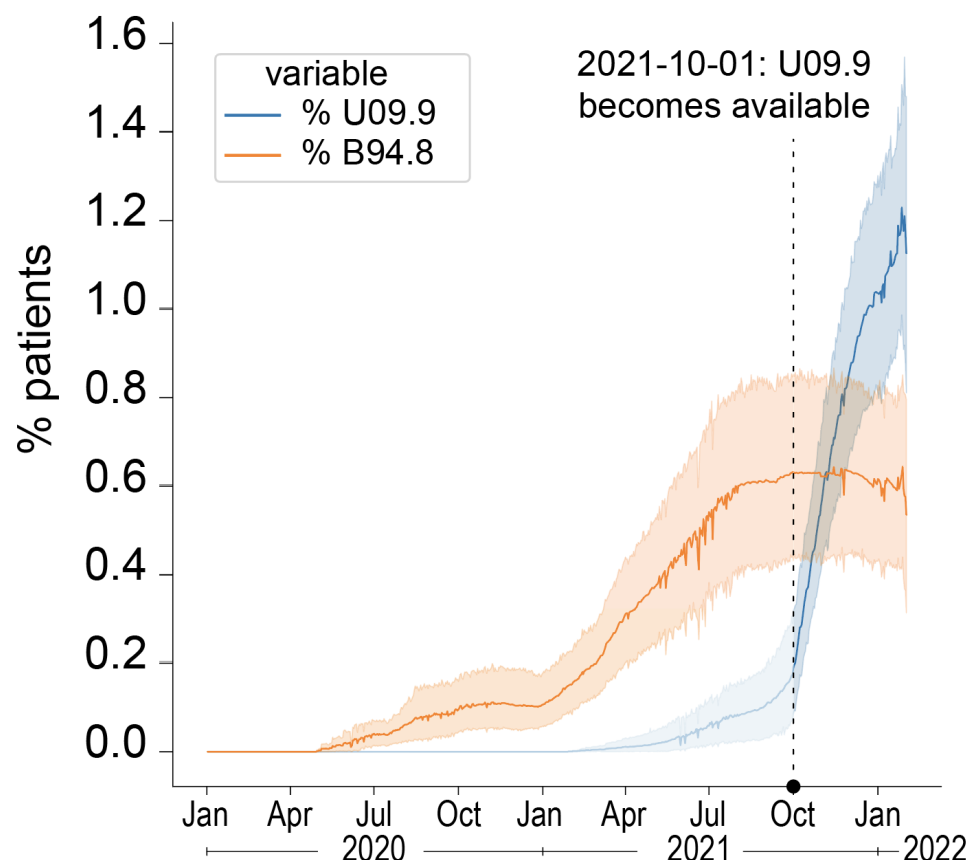 1.6
1.4
1.2
1.0
0.8
0.6
0.4
0.2
0.0
% patients
variable
% U09.9
% B94.8
2021-10-01: U09.9
becomes available
Jan Apr Jul Oct Jan Apr Jul Oct Jan
2020 2021 2022